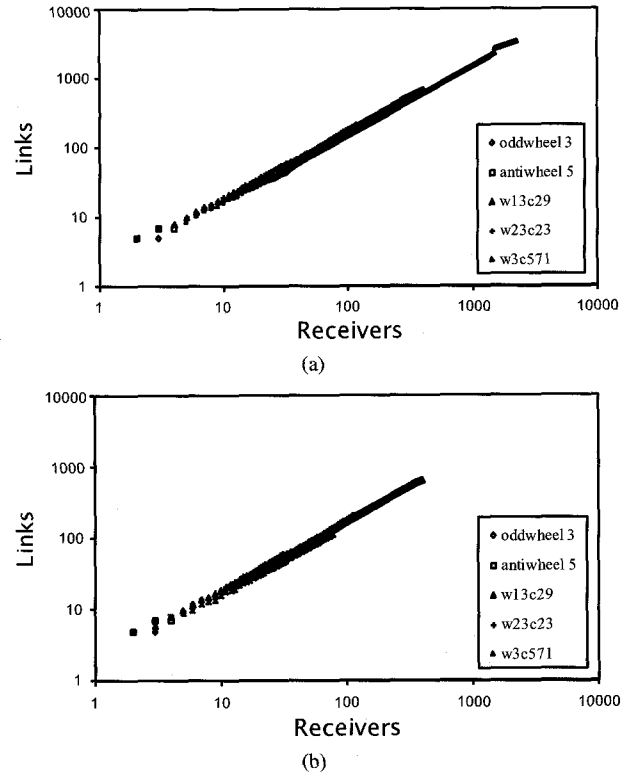 10000
1000
100
10
1
Links
1
10
100
1000
10000
Receivers
oddwheel 3
antiwheel 5
w13c29
w23c23
w3c571
(a)
10000
1000
100
10
1
Links
1
10
100
1000
10000
Receivers
oddwheel 3
antiwheel 5
w13c29
w23c23
w3c571
(b)